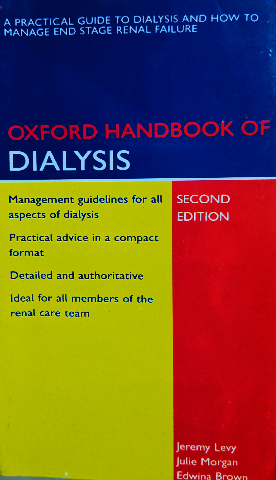 A PRACTICAL GUIDE TO DIALYSIS AND HOW TO
MANAGE END STAGE RENAL FAILURE
OXFORD HANDBOOK OF
DIALYSIS
Management guidelines for all
aspects of dialysis
Practical advice in a compact
format
Detailed and authoritative
Ideal for all members of the
renal care team
SECOND
EDITION
Jeremy Levy
Julie Morgan
Edwina Brown